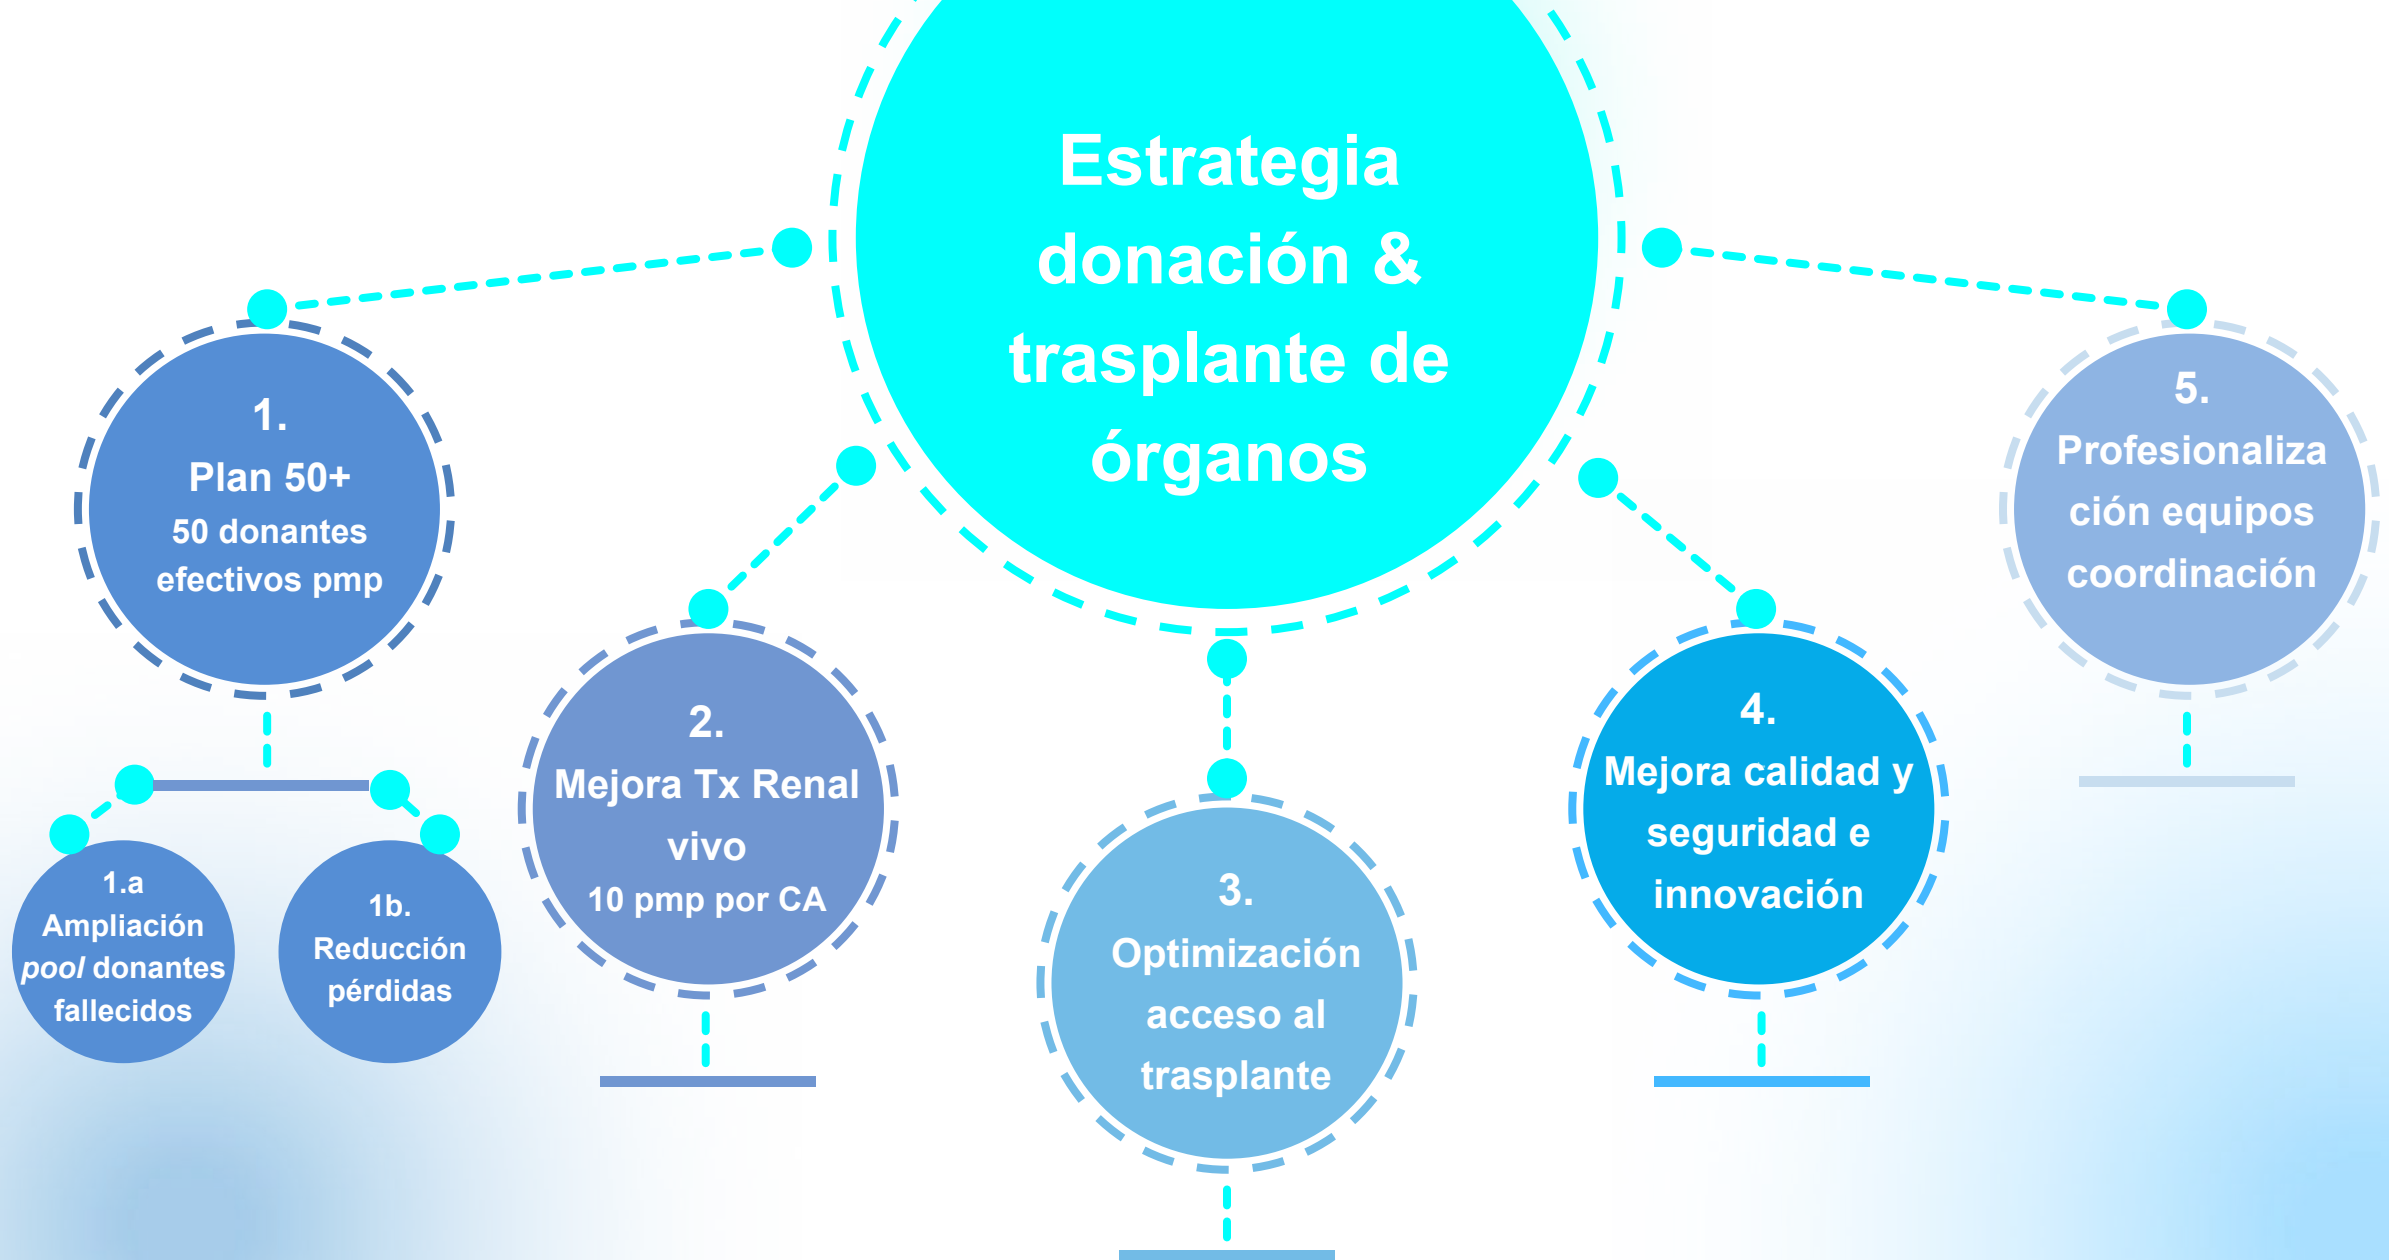 Estrategia
donación &
trasplante de
órganos
1.
Plan 50+
50 donantes
efectivos pmp
1.a
Ampliación
pool donantes
fallecidos
1b.
Reducción
pérdidas
2.
Mejora Tx Renal
vivo
10 pmp por CA
3.
Optimización
acceso al
trasplante
4.
Mejora calidad y
seguridad e
innovación
5.
Profesionaliza
ción equipos
coordinación